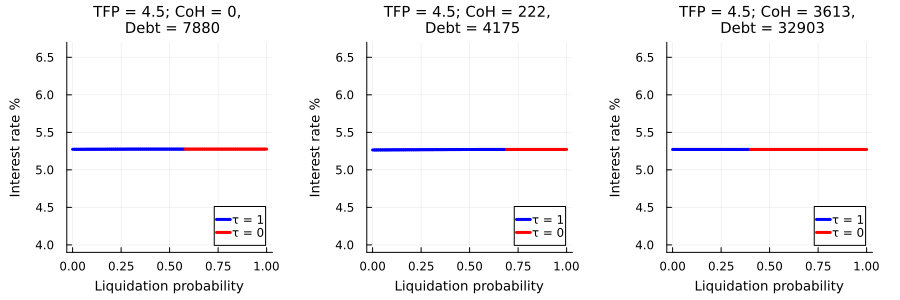 TFP = 4.5; CoH = 0,
Debt = 7880
Interest rate %
6.5
6.0
5.5
5.0
4.5
4.0
τ = 1
τ = 0
0.00 0.25 0.50 0.75 1.00
Liquidation probability
TFP = 4.5; CoH = 222,
Debt = 4175
Interest rate %
6.5
6.0
5.5
5.0
4.5
4.0
τ = 1
τ = 0
0.00 0.25 0.50 0.75 1.00
Liquidation probability
TFP = 4.5; CoH = 3613,
Debt = 32903
Interest rate %
6.5
6.0
5.5
5.0
4.5
4.0
τ = 1
τ = 0
0.00 0.25 0.50 0.75 1.00
Liquidation probability